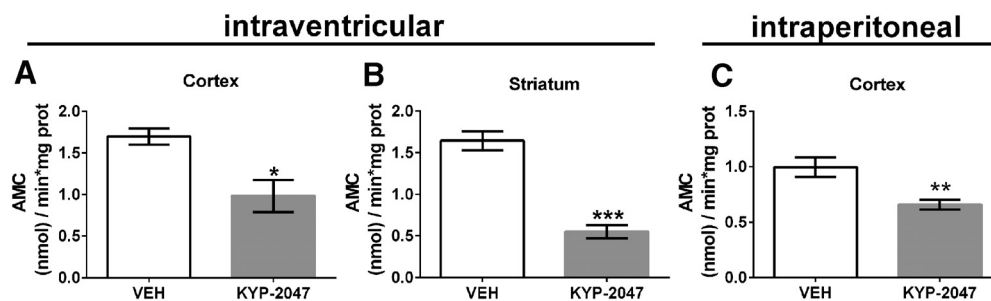 intraventricular
intraperitoneal
A
Cortex
AMC
(nmol) / min*mg prot
2.0
1.5
1.0
0.5
0.0
*
VEH
KYP-2047
B
Striatum
AMC
(nmol) / min*mg prot
2.0
1.5
1.0
0.5
0.0
***
VEH
KYP-2047
C
Cortex
AMC
(nmol) / min*mg prot
1.5
1.0
0.5
0.0
**
VEH
KYP-2047